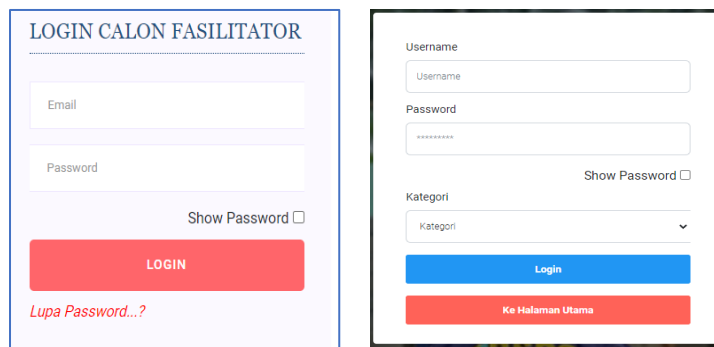 LOGIN CALON FASILITATOR
Email
Password
Show Password
LOGIN
Lupa Password...?
Username
Username
Password
*********
Show Password
Kategori
Kategori
Login
Ke Halaman Utama